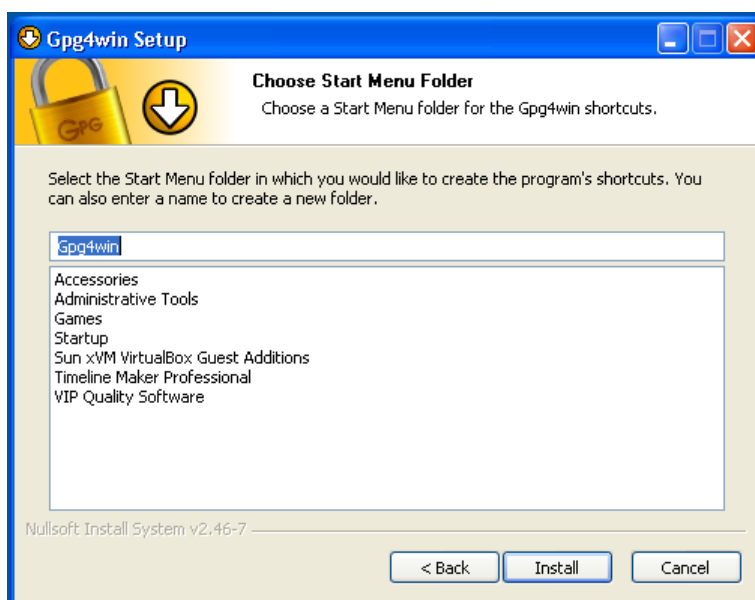 Gpg4win Setup
GPG
Choose Start Menu Folder
Choose a Start Menu folder for the Gpg4win shortcuts.
Select the Start Menu folder in which you would like to create the program's shortcuts. You
can also enter a name to create a new folder.
Gpg4win
Accessories
Administrative Tools
Games
Startup
Sun xVM VirtualBox Guest Additions
Timeline Maker Professional
VIP Quality Software
Nullsoft Install System v2.46-7
< Back
Install
Cancel